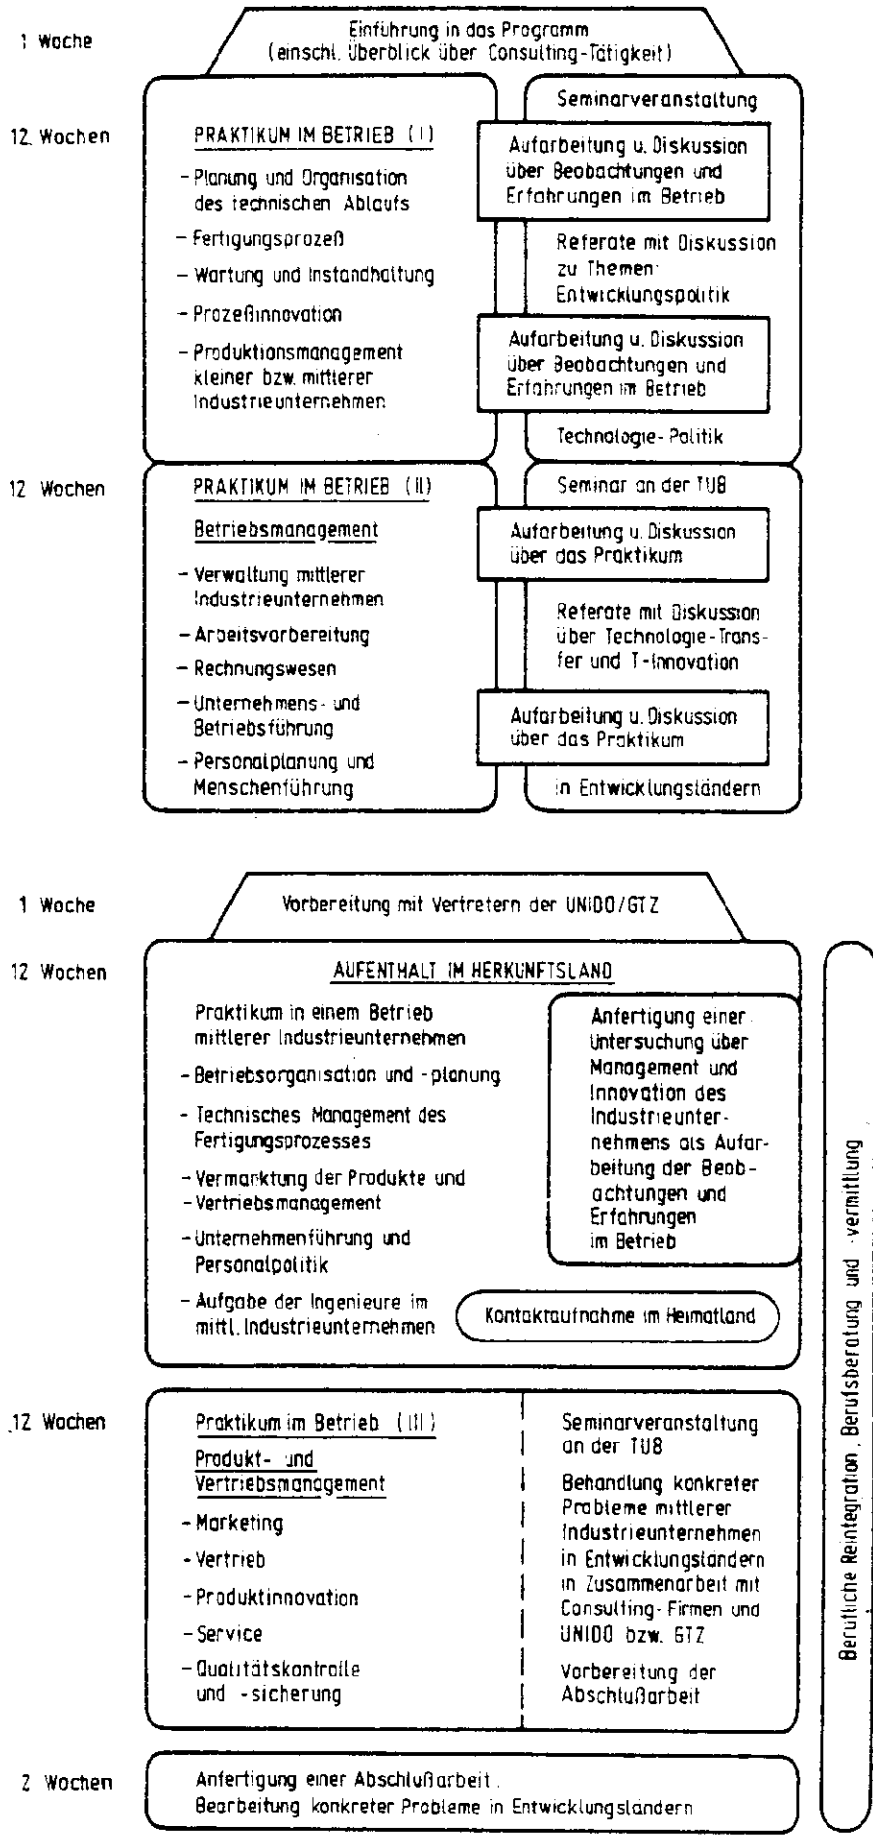 1 Woche
Einführung in das Programm
(einschl. Überblick über Consulting-Tätigkeit)
12 Wochen
PRAKTIKUM IM BETRIEB (I)
- Planung und Organisation
des technischen Ablaufs
- Fertigungsprozeß
- Wartung und Instandhaltung
- Prozeßinnovation
- Produktionsmanagement
kleiner bzw. mittlerer
Industrieunternehmen
Seminarveranstaltung
Aufarbeitung u. Diskussion
über Beobachtungen und
Erfahrungen im Betrieb
Referate mit Diskussion
zu Themen:
Entwicklungspolitik
Aufarbeitung u. Diskussion
über Beobachtungen und
Erfahrungen im Betrieb
Technologie-Politik
12 Wochen
PRAKTIKUM IM BETRIEB (II)
Betriebsmanagement
- Verwaltung mittlerer
Industrieunternehmen
- Arbeitsvorbereitung
- Rechnungswesen
- Unternehmens- und
Betriebsführung
- Personalplanung und
Menschenführung
Seminar an der TUB
Aufarbeitung u. Diskussion
über das Praktikum
Referate mit Diskussion
über Technologie-Trans-
fer und T-Innovation
Aufarbeitung u. Diskussion
über das Praktikum
in Entwicklungsländern
1 Woche
Vorbereitung mit Vertretern der UNIDO/GTZ
12 Wochen
AUFENTHALT IM HERKUNFTSLAND
Praktikum in einem Betrieb
mittlerer Industrieunternehmen
- Betriebsorganisation und -planung
- Technisches Management des
Fertigungsprozesses
- Vermarktung der Produkte und
- Vertriebsmanagement
- Unternehmenführung und
Personalpolitik
- Aufgabe der Ingenieure im
mittl. Industrieunternehmen
Anfertigung einer
Untersuchung über
Management und
Innovation des
Industrieunter-
nehmens als Aufar-
beitung der Beob-
achtungen und
Erfahrungen
im Betrieb
Kontaktaufnahme im Heimatland
12 Wochen
Praktikum im Betrieb (III)
Produkt- und
Vertriebsmanagement
- Marketing
- Vertrieb
- Produktinnovation
- Service
- Qualitätskontrolle
und -sicherung
Seminarveranstaltung
an der TUB
Behandlung konkreter
Probleme mittlerer
Industrieunternehmen
in Entwicklungsländern
in Zusammenarbeit mit
Consulting-Firmen und
UNIDO bzw. GTZ
Vorbereitung der
Abschlußarbeit
2 Wochen
Anfertigung einer Abschlußarbeit.
Bearbeitung konkreter Probleme in Entwicklungsländern
Berufliche Reintegration, Berufsberatung und -vermittlung